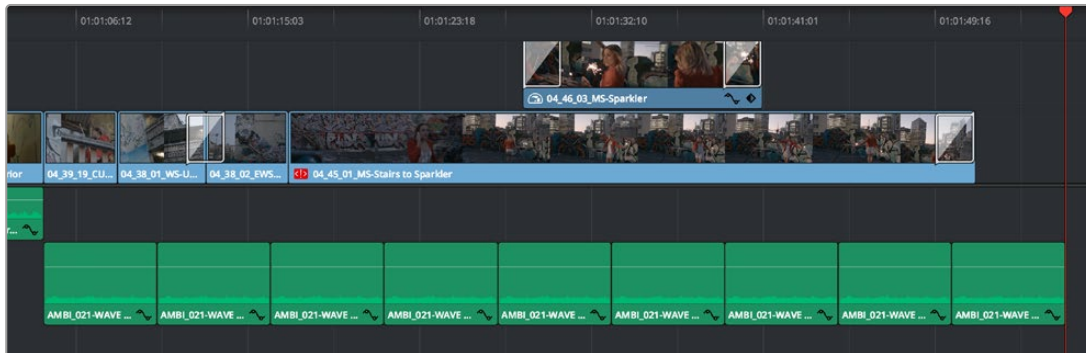 01:01:06:12 01:01:15:03 01:01:23:18 01:01:32:10 01:01:41:01 01:01:49:16
04_46_03_MS-Sparkler
rior 04_39_19_CU... 04_38_01_WS-U... 04_38_02_EWS... 04_45_01_MS-Stairs to Sparkler
r...
AMBI_021-WAVE ... AMBI_021-WAVE ... AMBI_021-WAVE ... AMBI_021-WAVE ... AMBI_021-WAVE ... AMBI_021-WAVE ... AMBI_021-WAVE ... AMBI_021-WAVE ... AMBI_021-WAVE ...